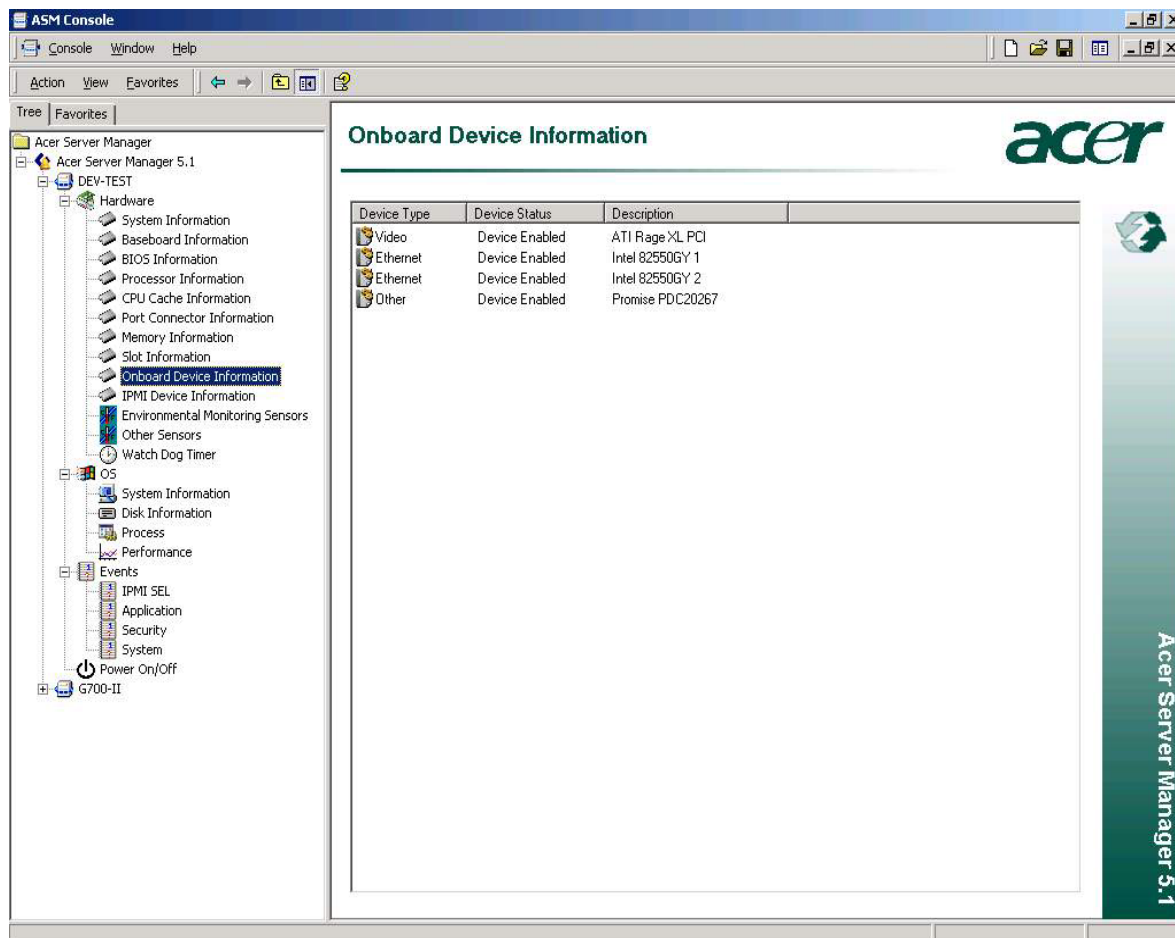 ASM Console
Console Window Help
Action View Favorites
Tree Favorites
Acer Server Manager
Acer Server Manager 5.1
DEV-TEST
Hardware
System Information
Baseboard Information
BIOS Information
Processor Information
CPU Cache Information
Port Connector Information
Memory Information
Slot Information
Onboard Device Information
IPMI Device Information
Environmental Monitoring Sensors
Other Sensors
Watch Dog Timer
OS
System Information
Disk Information
Process
Performance
Events
IPMI SEL
Application
Security
System
Power On/Off
G700-II
Onboard Device Information
acer
Device Type Device Status Description
Video Device Enabled ATI Rage XL PCI
Ethernet Device Enabled Intel 82550GY 1
Ethernet Device Enabled Intel 82550GY 2
Other Device Enabled Promise PDC20267
Acer Server Manager 5.1